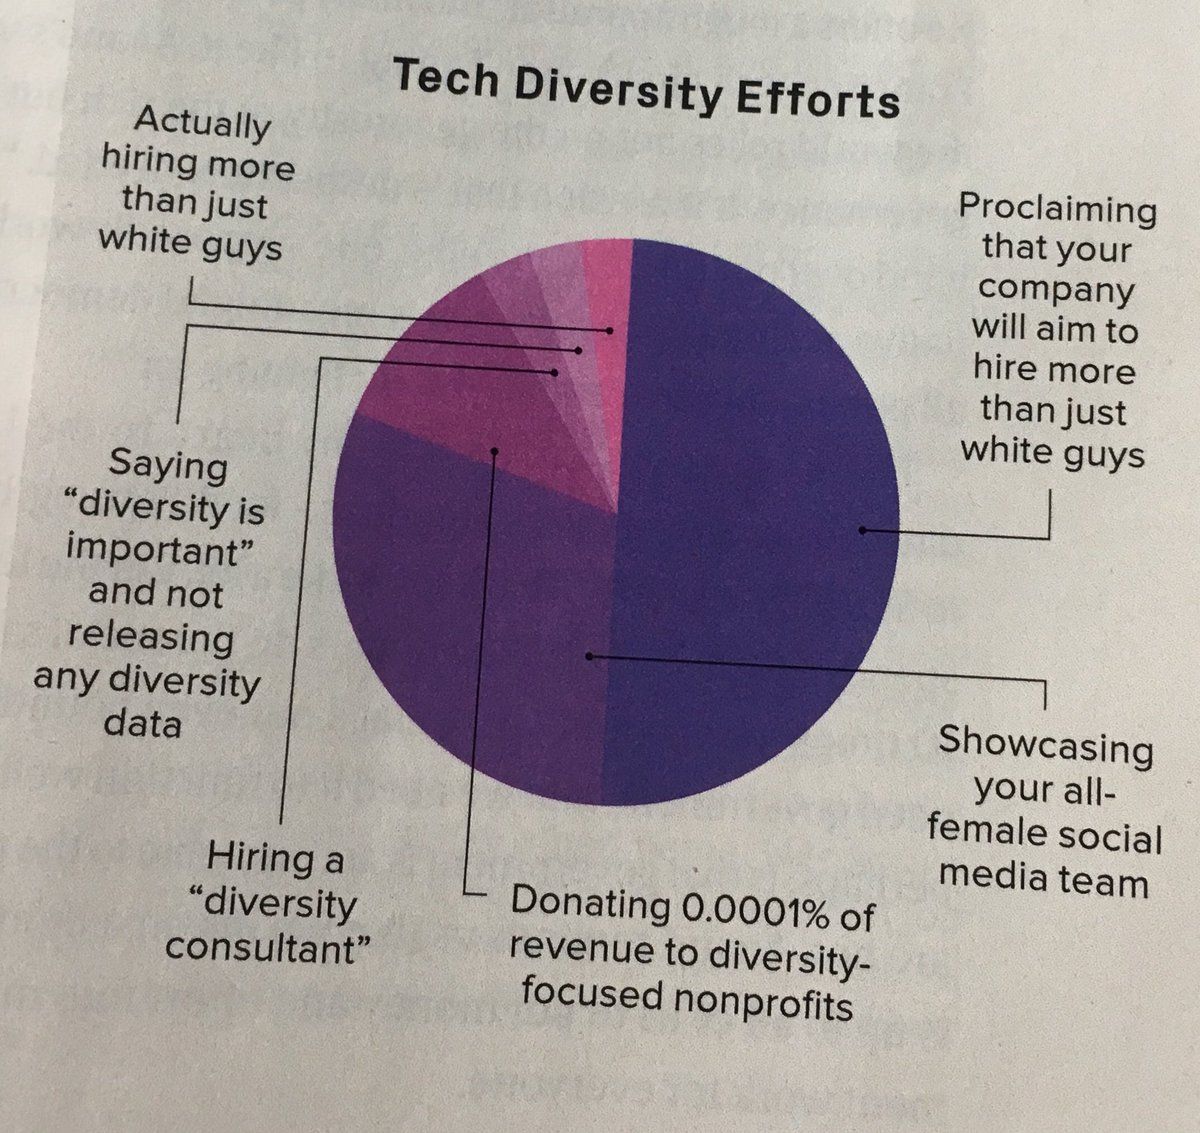 Tech Diversity Efforts
Actually
hiring more
than just
white guys
Proclaiming
that your
company
will aim to
hire more
than just
white guys
Saying
“diversity is
important”
and not
releasing
any diversity
data
Showcasing
your all-
female social
media team
Hiring a
“diversity
consultant”
Donating 0.0001% of
revenue to diversity-
focused nonprofits